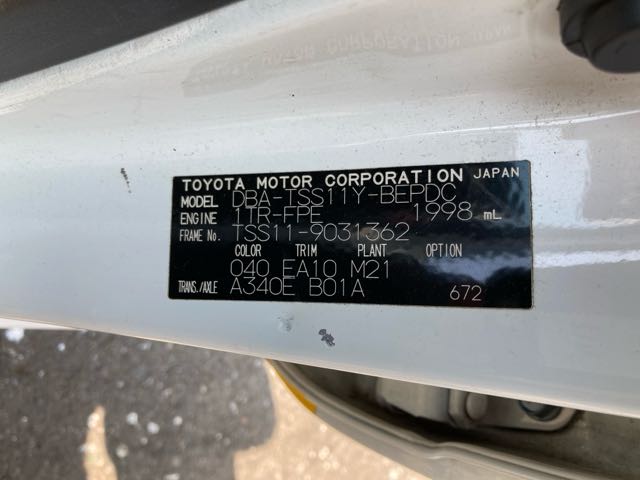 TOYOTA MOTOR CORPORATION JAPAN
MODEL DBA-TSS11Y-BEPDC
ENGINE 1TR-FPE 1998 mL
FRAME No. TSS11-9031362
COLOR TRIM PLANT OPTION
040 EA10 M21
TRANS./AXLE A340E B01A 672